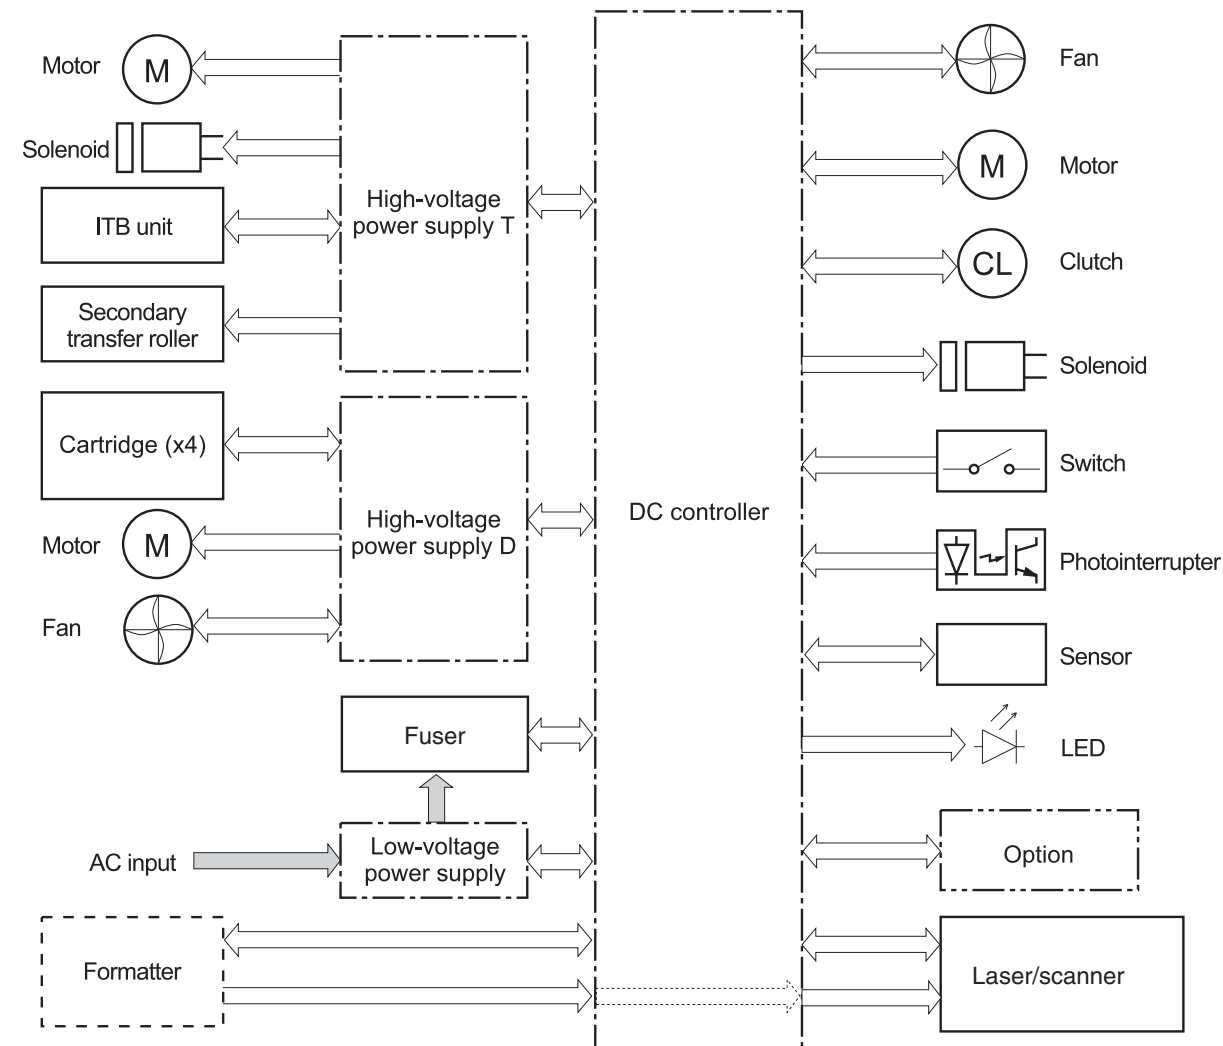 Motor
M
Solenoid
ITB unit
Secondary
transfer roller
High-voltage
power supply T
Cartridge (x4)
Motor
M
Fan
High-voltage
power supply D
Fuser
AC input
Low-voltage
power supply
Formatter
DC controller
Fan
M
Motor
CL
Clutch
Solenoid
Switch
Photointerrupter
Sensor
LED
Option
Laser/scanner